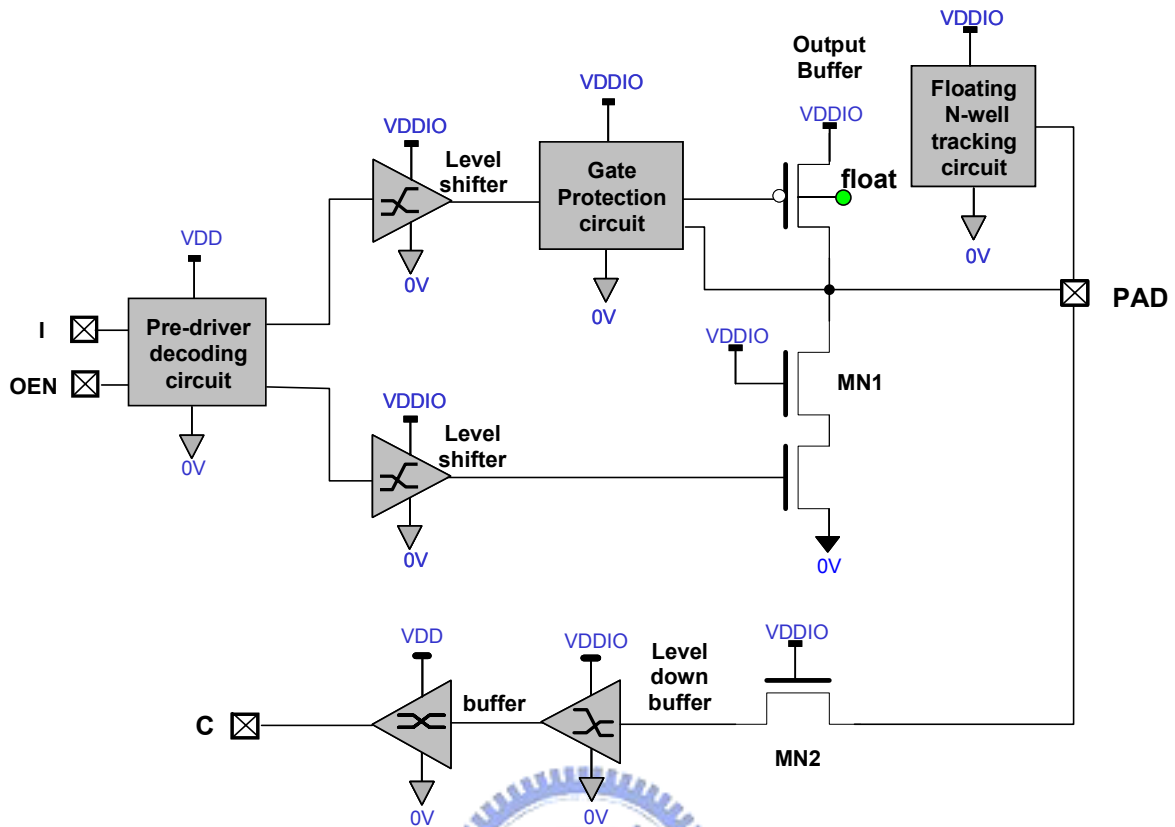 Output
Buffer
VDDIO
Floating
N-well
tracking
circuit
0V
VDDIO
float
VDDIO
Gate
Protection
circuit
0V
VDDIO
Level
shifter
0V
VDD
I
OEN
Pre-driver
decoding
circuit
0V
PAD
VDDIO
MN1
VDDIO
Level
shifter
0V
0V
VDDIO
MN2
Level
down
buffer
VDDIO
0V
buffer
VDD
0V
C